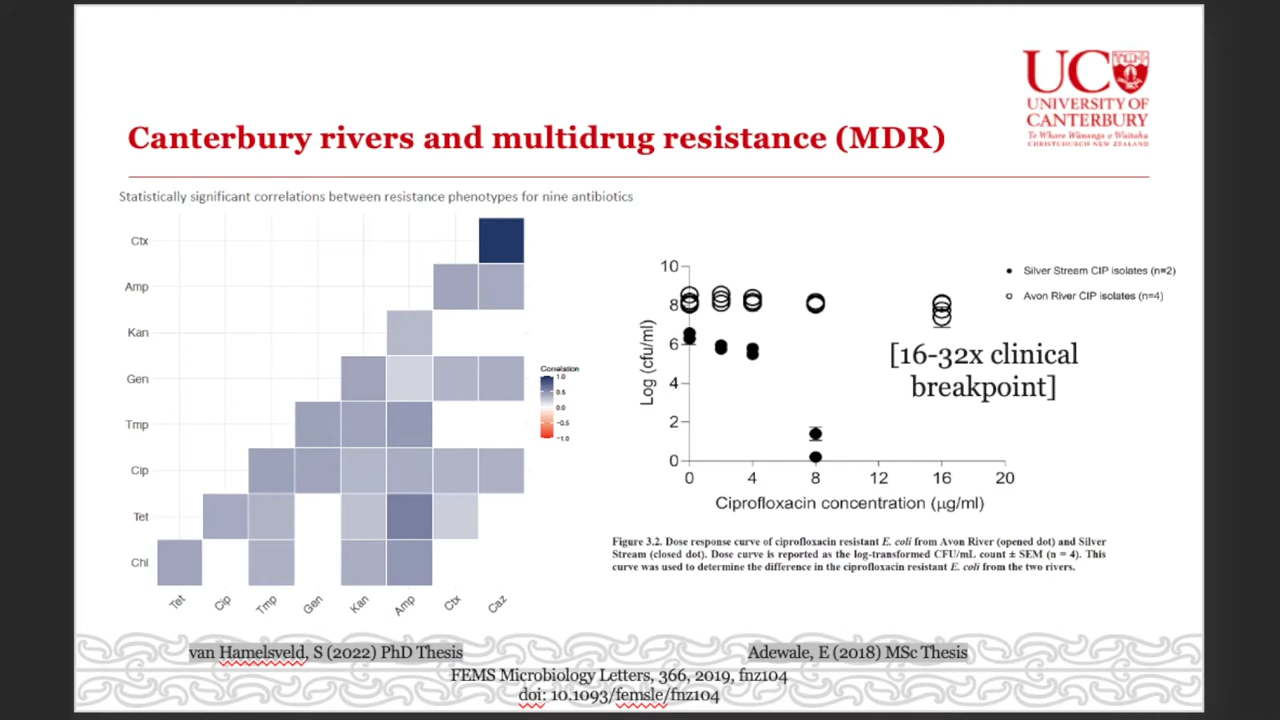 UC
UNIVERSITY OF
CANTERBURY
Te Whare Wānanga o Waitaha
CHRISTCHURCH NEW ZEALAND
Canterbury rivers and multidrug resistance (MDR)
Statistically significant correlations between resistance phenotypes for nine antibiotics
Ctx
Amp
Kan
Gen
Tmp
Cip
Tet
Chl
Tet Cip Tmp Gen Kan Amp Ctx Caz
Correlation
1.0
0.5
0.0
−0.5
−1.0
Silver Stream CIP isolates (n=2)
Avon River CIP isolates (n=4)
Log (cfu/ml)
10
8
6
4
2
0
0 4 8 12 16 20
Ciprofloxacin concentration (µg/ml)
[16-32x clinical
breakpoint]
Figure 3.2. Dose response curve of ciprofloxacin resistant E. coli from Avon River (opened dot) and Silver
Stream (closed dot). Dose curve is reported as the log-transformed CFU/mL count ± SEM (n = 4). This
curve was used to determine the difference in the ciprofloxacin resistant E. coli from the two rivers.
van Hamelsveld, S (2022) PhD Thesis
Adewale, E (2018) MSc Thesis
FEMS Microbiology Letters, 366, 2019, fnz104
doi: 10.1093/femsle/fnz104